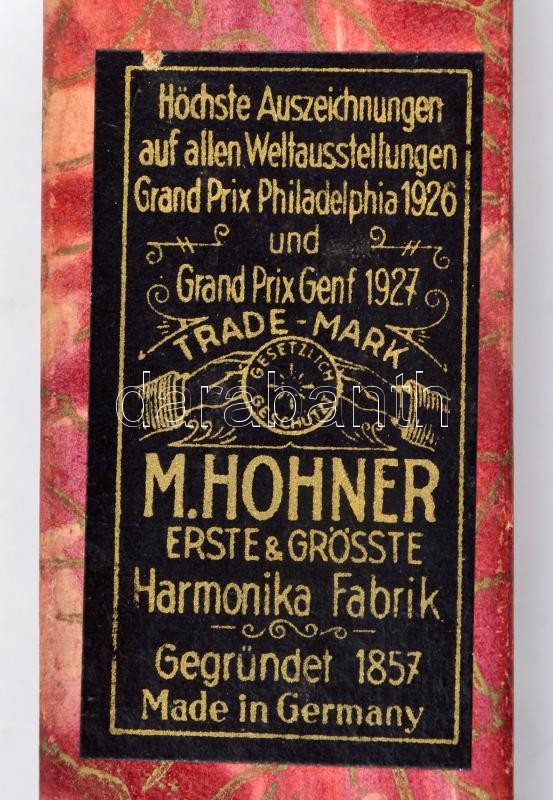 Höchste Auszeichnungen
auf allen Weltausstellungen
Grand Prix Philadelphia 1926
und
Grand Prix Genf 1927
TRADE-MARK
GESETZLICH
GESCHÜTZT
darabanth
M. HOHNER
ERSTE & GRÖSSTE
Harmonika Fabrik
Gegründet 1857
Made in Germany